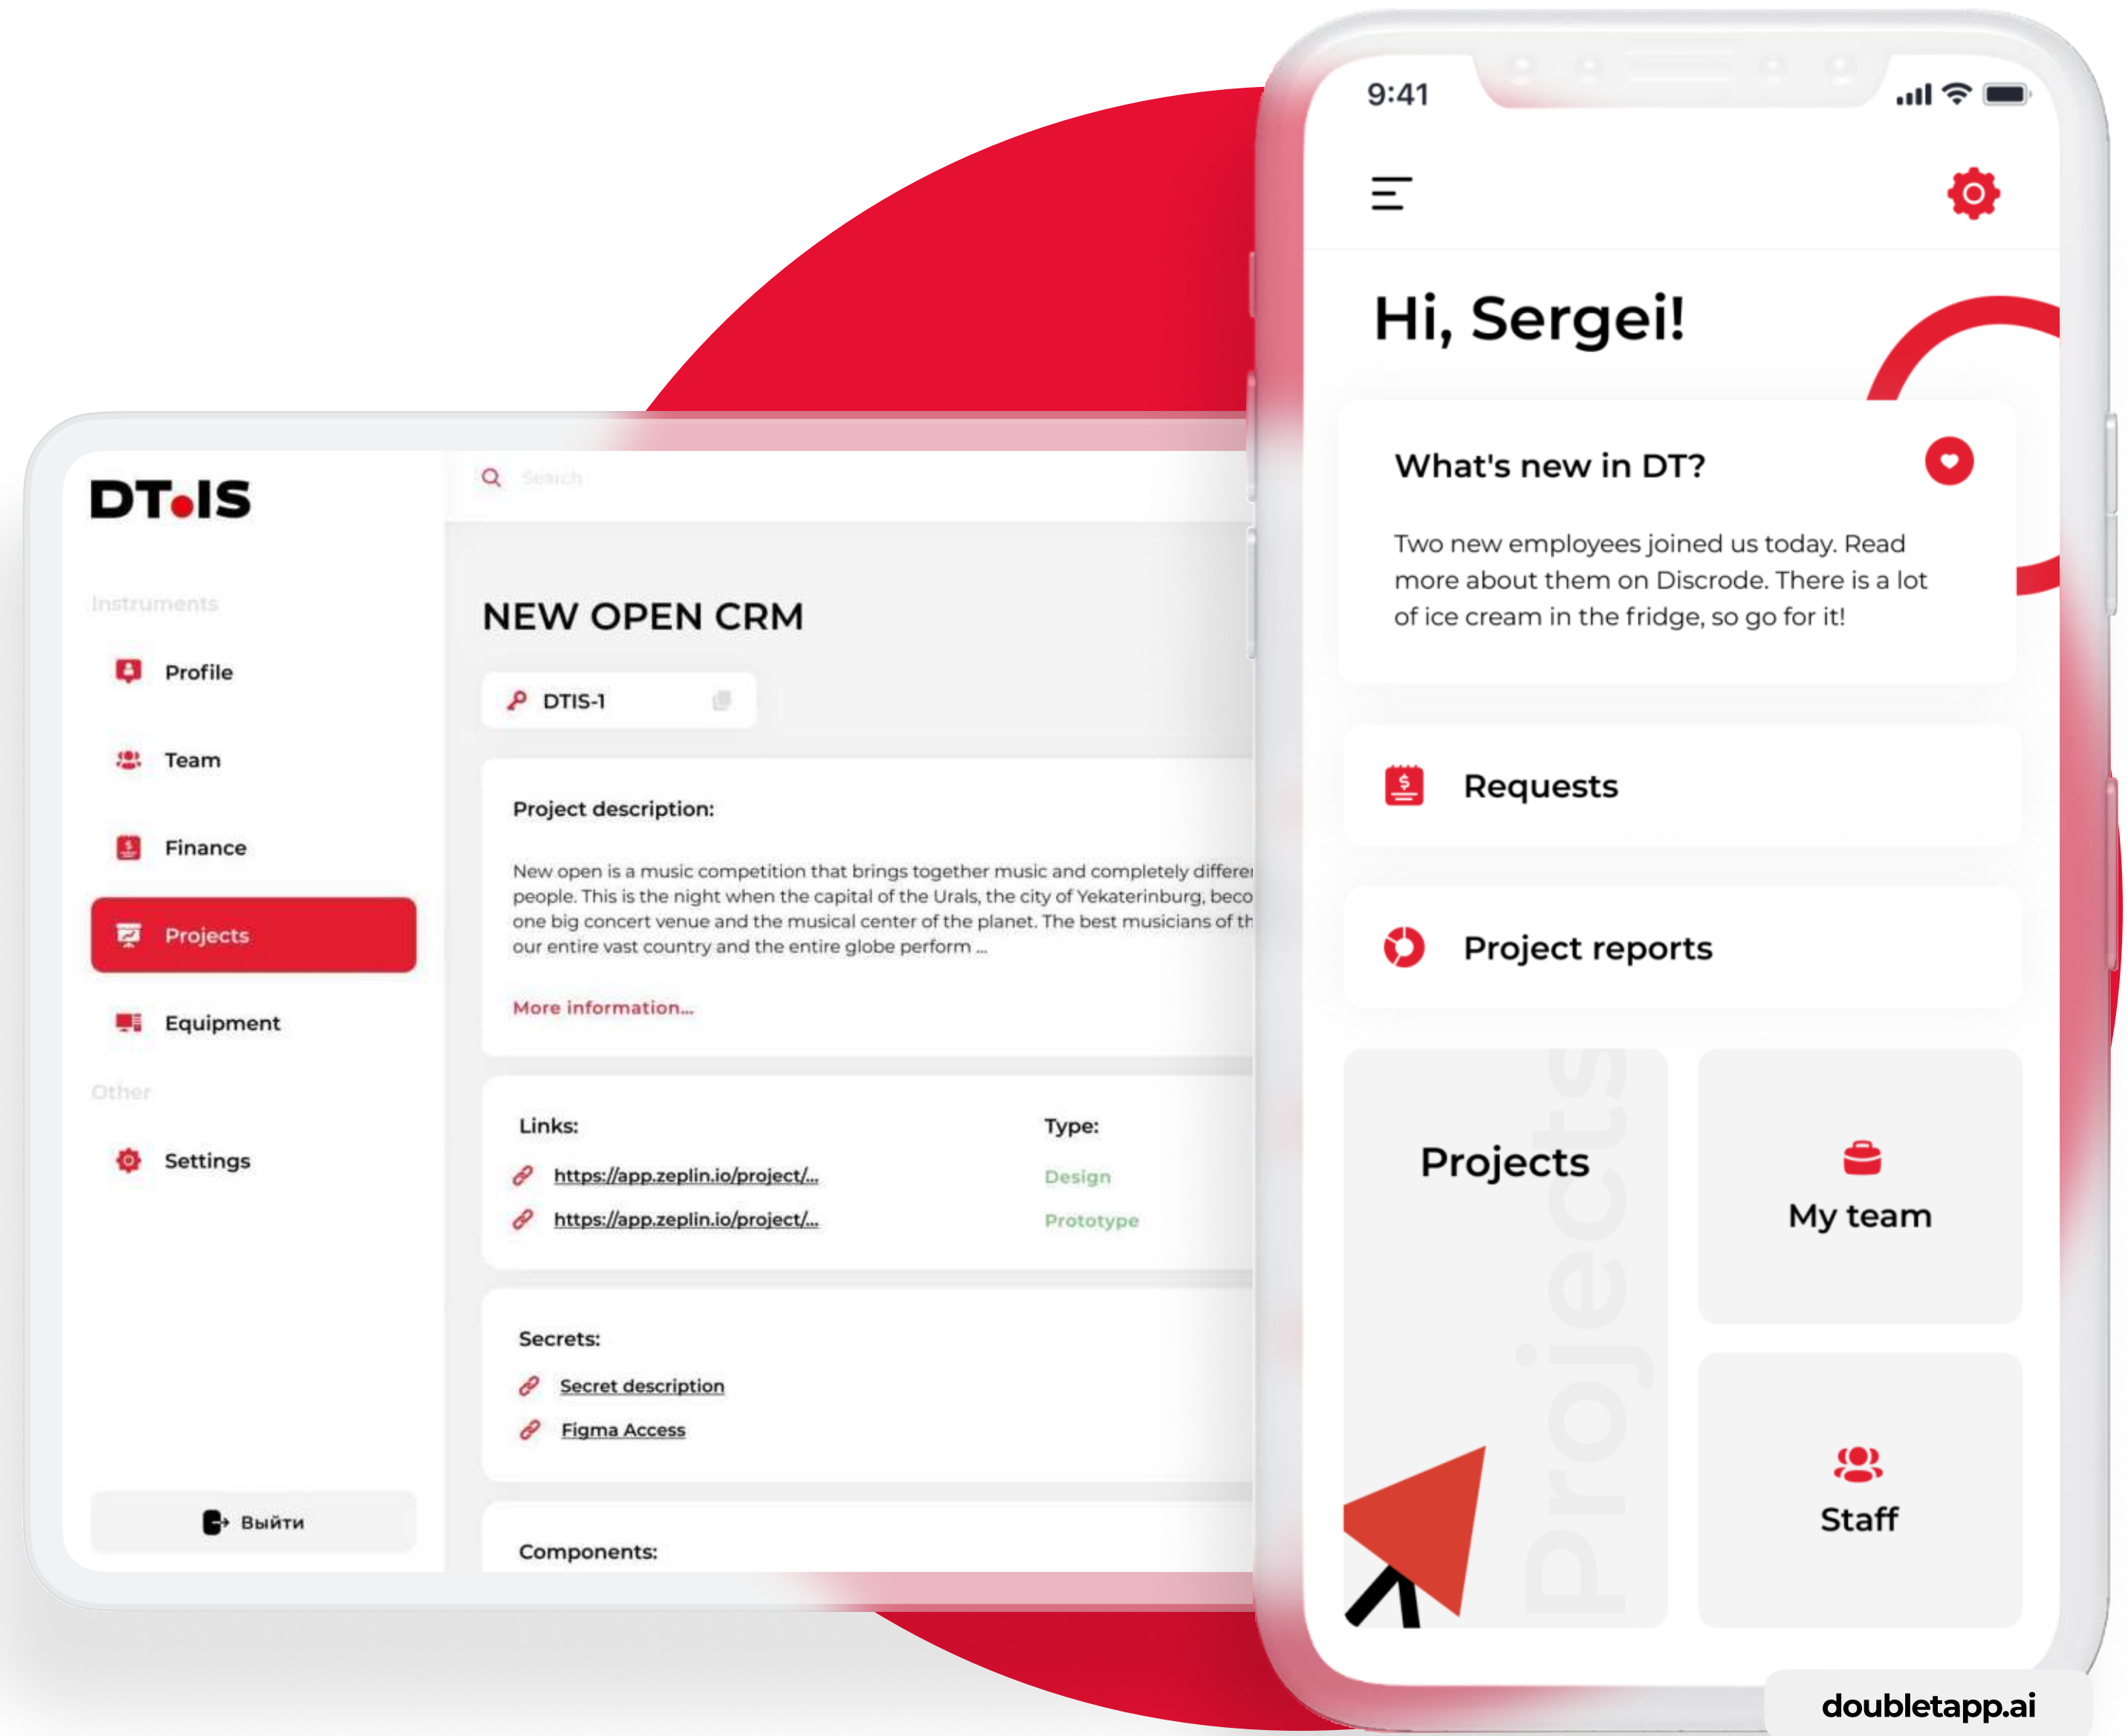 DT.IS
Instruments
Profile
Team
Finance
Projects
Equipment
Other
Settings
Выйти
Search
NEW OPEN CRM
DTIS-1
Project description:
New open is a music competition that brings together music and completely
people. This is the night when the capital of the Urals, the city of Yekaterinburg,
one big concert venue and the musical center of the planet. The best musicians of
our entire vast country and the entire globe perform ...
More information...
Links: Type:
https://app.zeplin.io/project/... Design
https://app.zeplin.io/project/... Prototype
Secrets:
Secret description
Figma Access
Components:
9:41
Hi, Sergei!
What's new in DT?
Two new employees joined us today. Read
more about them on Discrode. There is a lot
of ice cream in the fridge, so go for it!
Requests
Project reports
Projects
Projects
My team
Staff
doubletapp.ai